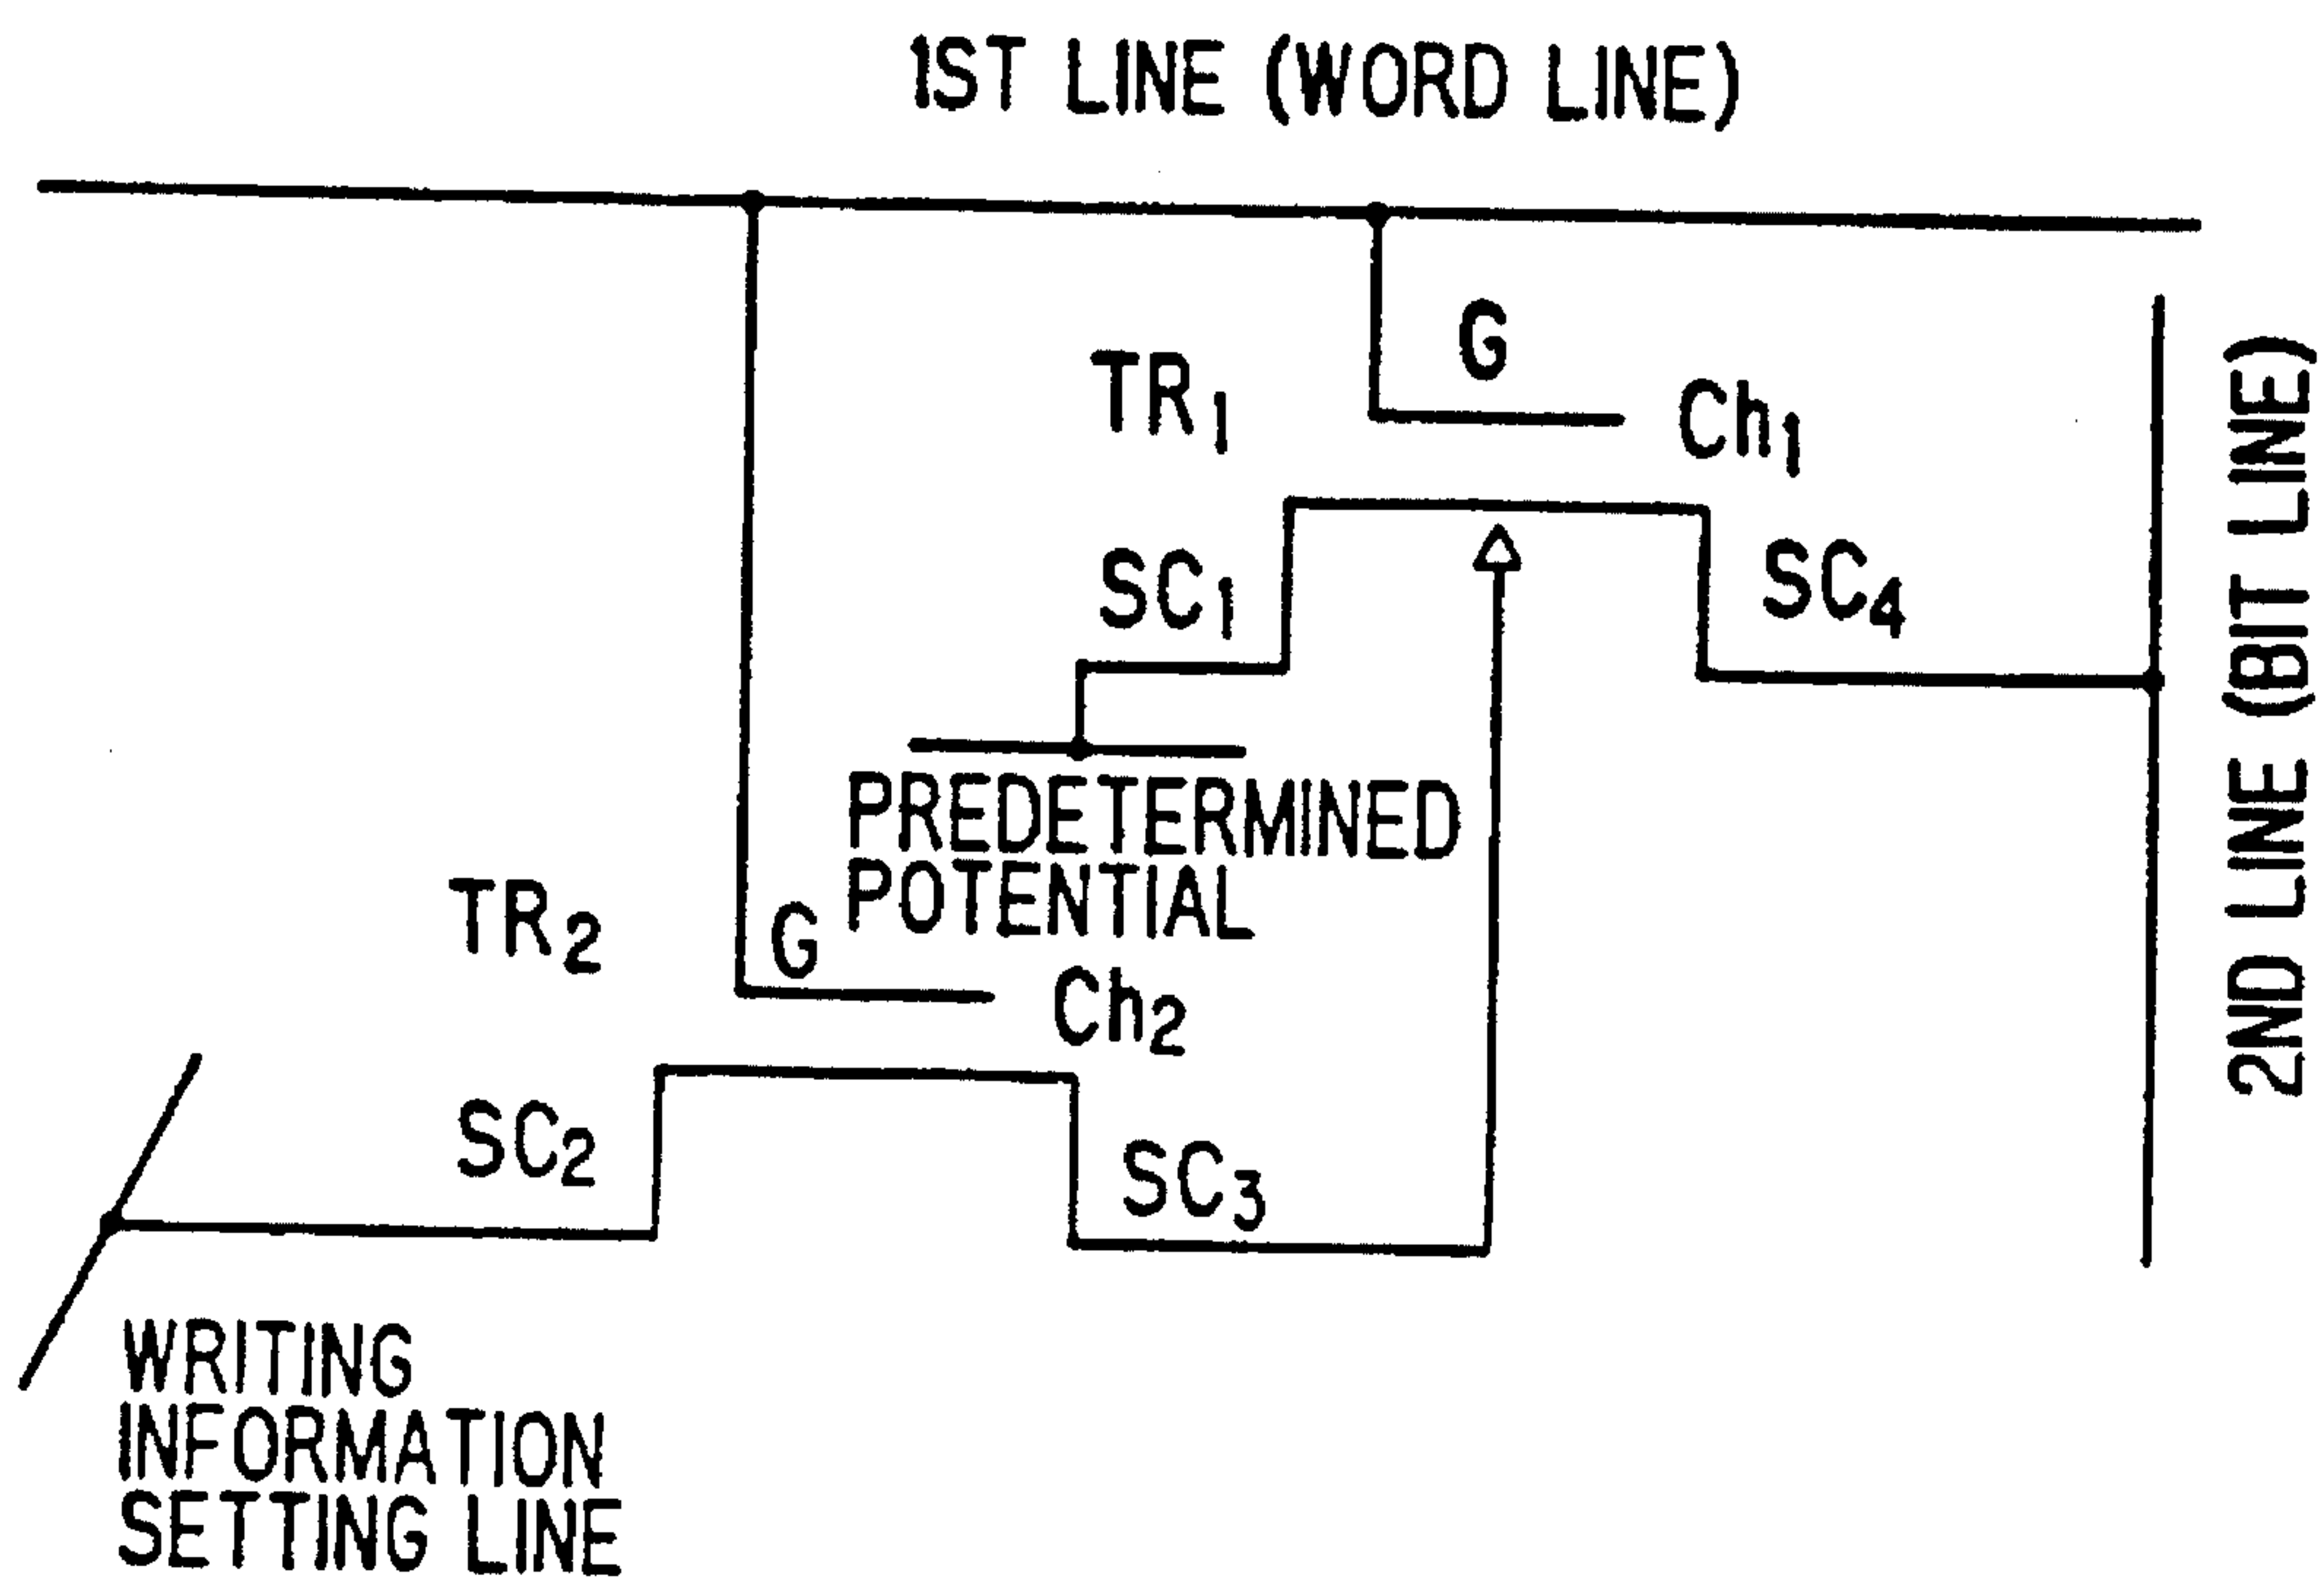 1ST LINE (WORD LINE)
G
TR1
Ch1
SC1
SC4
2ND LINE (BIT LINE)
PREDETERMINED
POTENTIAL
TR2
G
Ch2
SC2
SC3
WRITING
INFORMATION
SETTING LINE